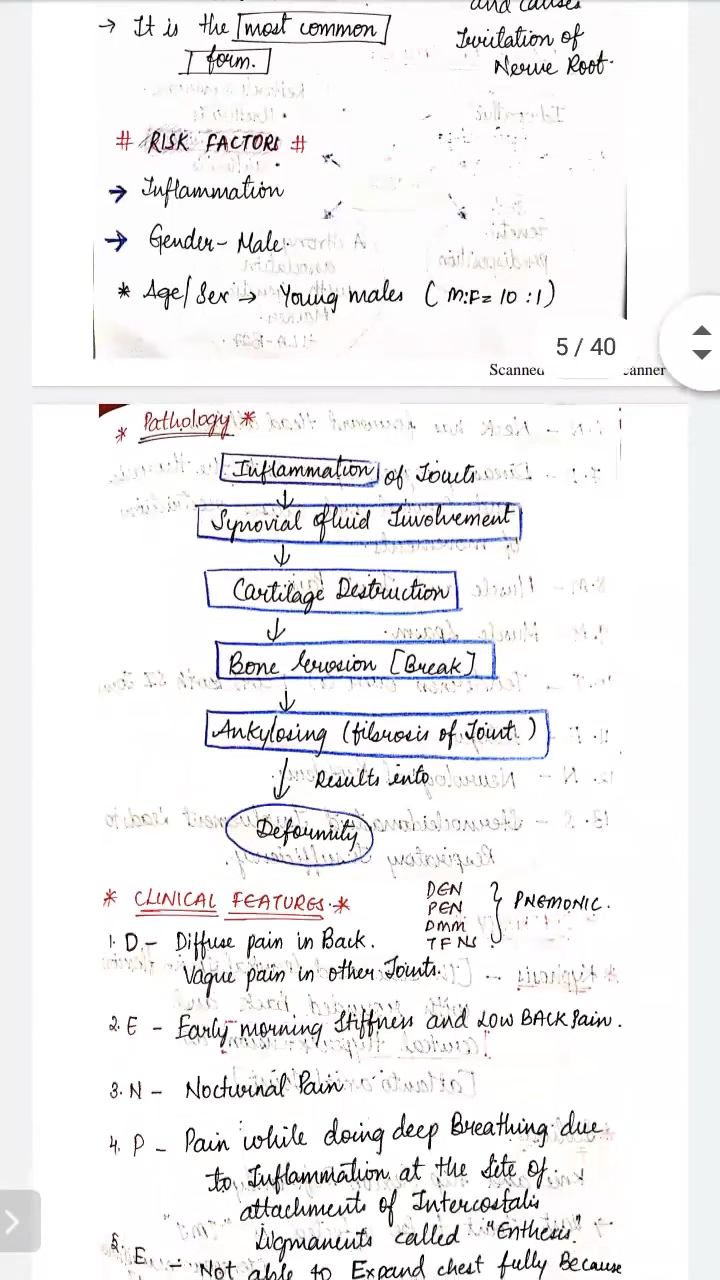 and causes
→ It is the most common
form.
Irritation of
Nerve Root.
# RISK FACTORS #
→ Inflammation
→ Gender - Male.
* Age/Sex → Young males (M:F = 10:1)
5 / 40
Scanned
canner
* Pathology *
Inflammation of Joints
↓
Synovial fluid Involvement
↓
Cartilage Destruction
↓
Bone Erosion [Break]
↓
Ankylosing (fibrosis of Joint)
↓ Results into
Deformity
* CLINICAL FEATURES *
DEN
PEN
DMM
TFNS
} PNEMONIC.
1. D. - Diffuse pain in Back.
Vague pain in other Joints.
2. E - Early morning Stiffness and LOW BACK Pain.
3. N - Nocturnal Pain
4. P - Pain while doing deep Breathing due
to Inflammation at the Site of
attachments of Intercostalis
Ligmanents called "Enthesis."
5. E - Not able to Expand chest fully Because